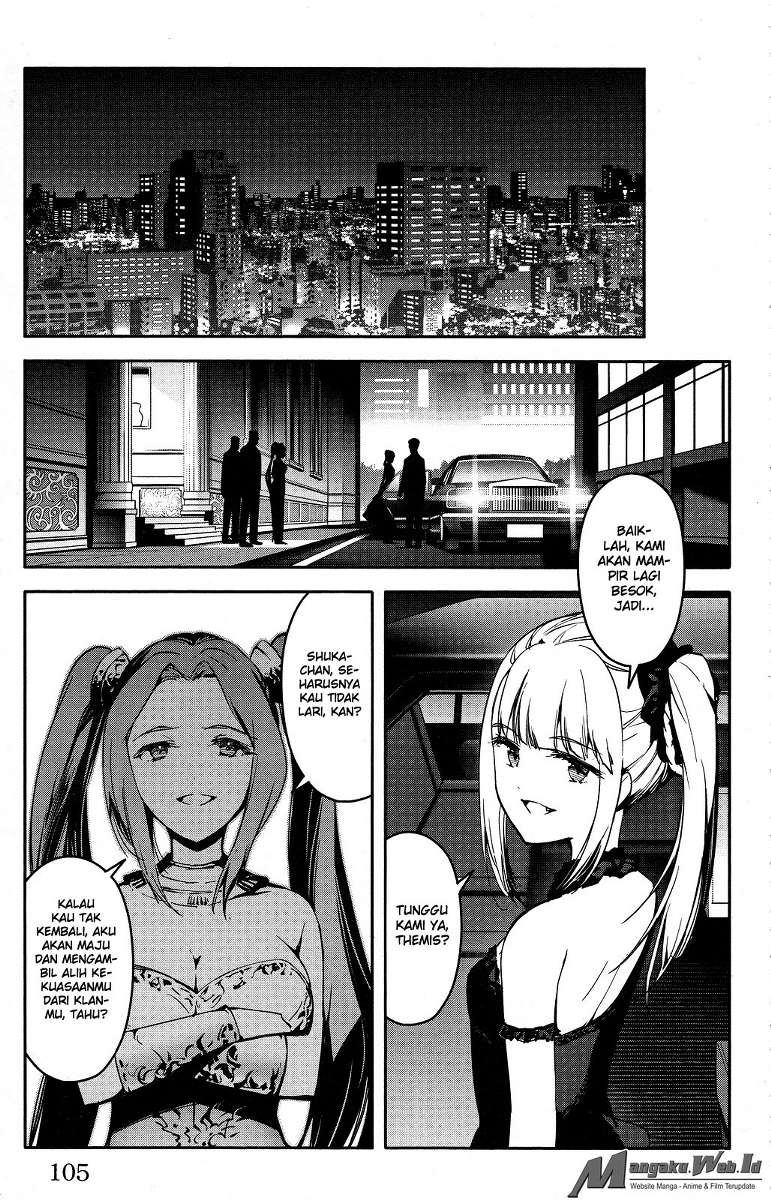 BAIK-
LAH, KAMI
AKAN MAM-
PIR LAGI
BESOK,
JADI...
TUNGGU
KAMI YA,
THEMIS?
SHUKA-
CHAN, SE-
HARUSNYA
KAU TIDAK
LARI, KAN?
KALAU
KAU TAK
KEMBALI, AKU
AKAN MAJU
DAN MENGAM-
BIL ALIH KE-
KUASAANMU
DARI KLAN-
MU, TAHU?
105
Mangaku.Web.Id
Website Manga - Anime & Film Terupdate